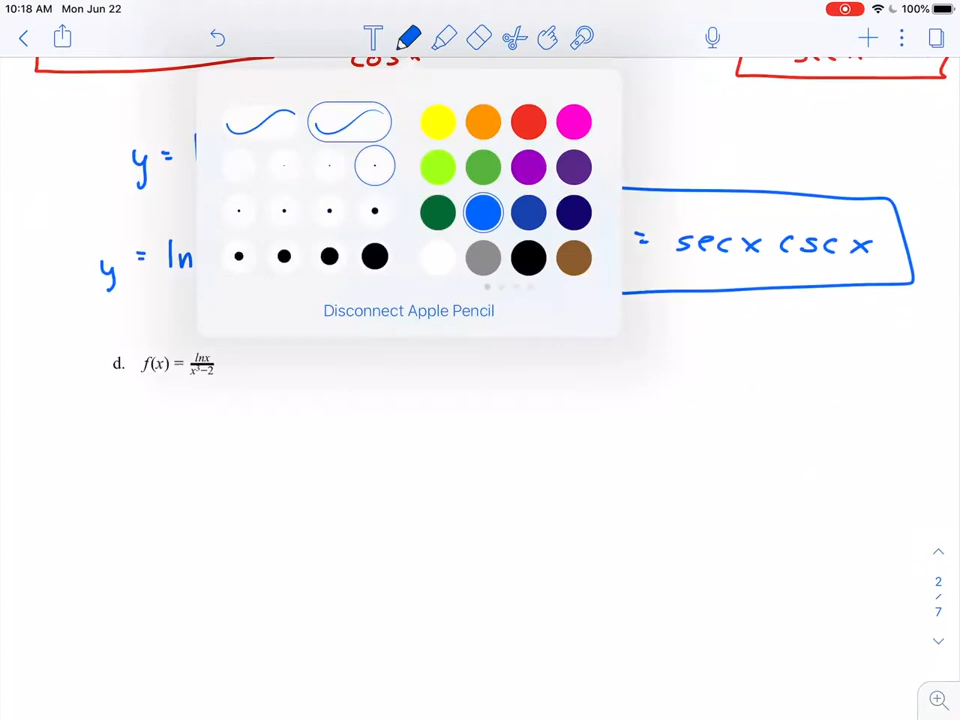 10:18 AM Mon Jun 22
100%
cos x
sec x
y =
= sec x csc x
y = ln
Disconnect Apple Pencil
d. f(x) = lnx / x³−2
2
/
7